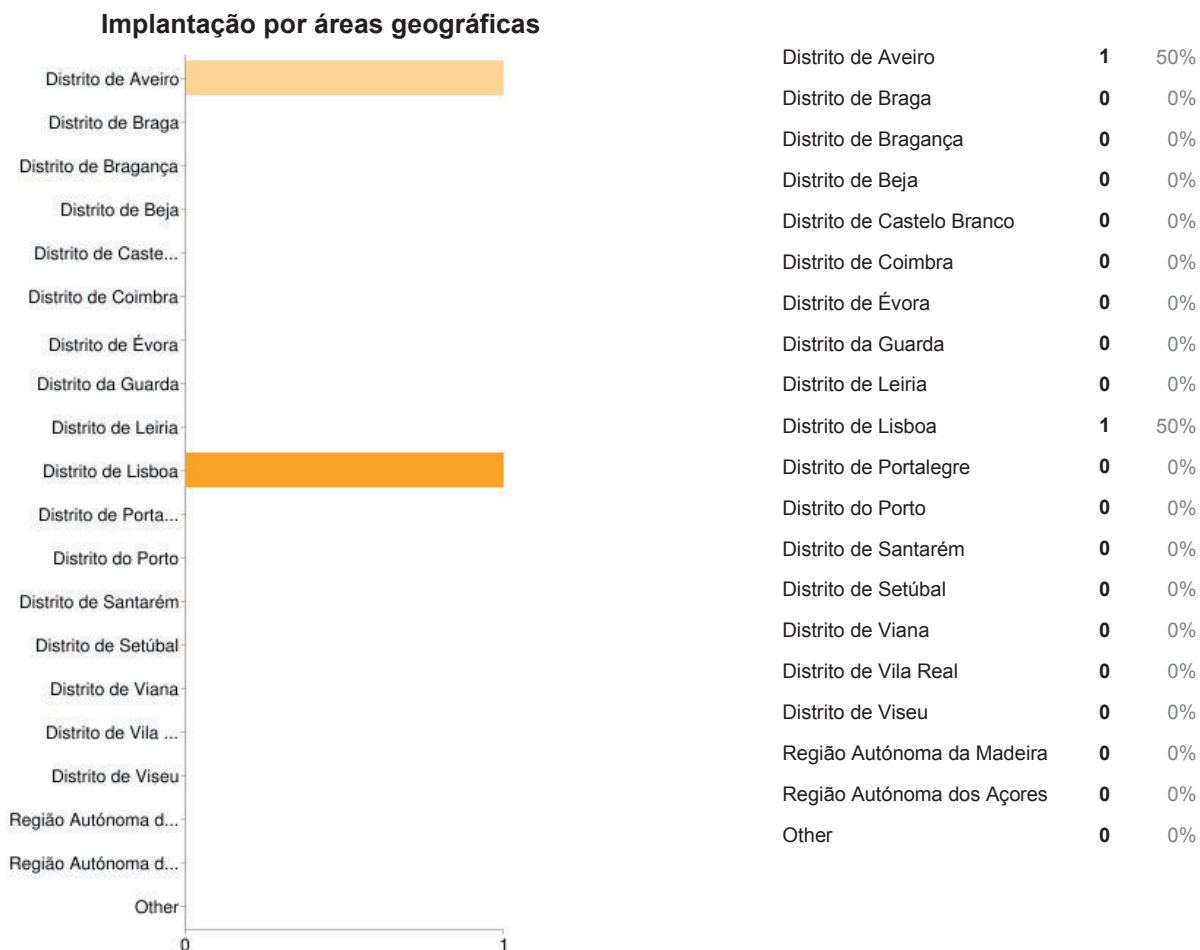 Implantação por áreas geográficas
Distrito de Aveiro
Distrito de Braga
Distrito de Bragança
Distrito de Beja
Distrito de Caste...
Distrito de Coimbra
Distrito de Évora
Distrito da Guarda
Distrito de Leiria
Distrito de Lisboa
Distrito de Porta...
Distrito do Porto
Distrito de Santarém
Distrito de Setúbal
Distrito de Viana
Distrito de Vila ...
Distrito de Viseu
Região Autónoma d...
Região Autónoma d...
Other
0 1
Distrito de Aveiro 1 50%
Distrito de Braga 0 0%
Distrito de Bragança 0 0%
Distrito de Beja 0 0%
Distrito de Castelo Branco 0 0%
Distrito de Coimbra 0 0%
Distrito de Évora 0 0%
Distrito da Guarda 0 0%
Distrito de Leiria 0 0%
Distrito de Lisboa 1 50%
Distrito de Portalegre 0 0%
Distrito do Porto 0 0%
Distrito de Santarém 0 0%
Distrito de Setúbal 0 0%
Distrito de Viana 0 0%
Distrito de Vila Real 0 0%
Distrito de Viseu 0 0%
Região Autónoma da Madeira 0 0%
Região Autónoma dos Açores 0 0%
Other 0 0%